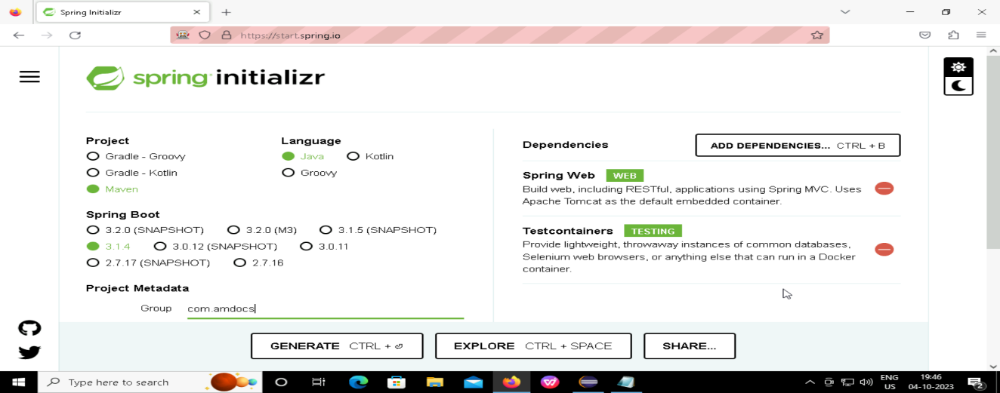 Spring Initializr
https://start.spring.io
spring initializr
Project
Gradle - Groovy
Gradle - Kotlin
Maven
Language
Java Kotlin
Groovy
Spring Boot
3.2.0 (SNAPSHOT) 3.2.0 (M3) 3.1.5 (SNAPSHOT)
3.1.4 3.0.12 (SNAPSHOT) 3.0.11
2.7.17 (SNAPSHOT) 2.7.16
Project Metadata
Group com.amdocs
Dependencies
ADD DEPENDENCIES... CTRL + B
Spring Web WEB
Build web, including RESTful, applications using Spring MVC. Uses
Apache Tomcat as the default embedded container.
Testcontainers TESTING
Provide lightweight, throwaway instances of common databases,
Selenium web browsers, or anything else that can run in a Docker
container.
GENERATE CTRL + ⏎
EXPLORE CTRL + SPACE
SHARE...
Type here to search
ENG
US
19:46
04-10-2023
2